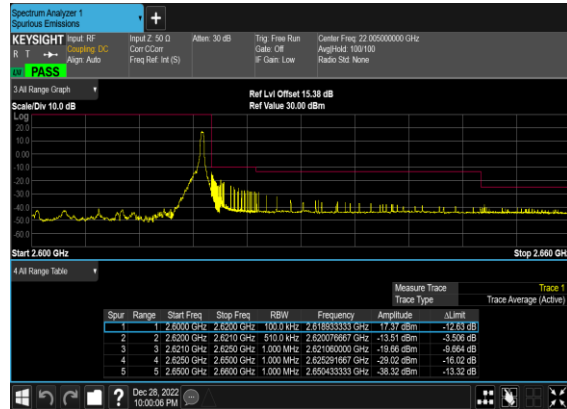 Spectrum Analyzer 1
Spurious Emissions
KEYSIGHT Input: RF Input Z: 50 Ω Atten: 30 dB Trig: Free Run Center Freq: 22.005000000 GHz
R T Coupling: DC Corr CCorr Gate: Off Avg|Hold: 100/100
Align: Auto Freq Ref: Int (S) IF Gain: Low Radio Std: None
PASS
3 All Range Graph
Ref Lvl Offset 15.38 dB
Scale/Div 10.0 dB Ref Value 30.00 dBm
Log
20.0
10.0
0.00
-10.0
-20.0
-30.0
-40.0
-50.0
-60.0
Start 2.600 GHz Stop 2.660 GH
4 All Range Table
Measure Trace Trace 1
Trace Type Trace Average (Active)
Spur Range Start Freq Stop Freq RBW Frequency Amplitude ΔLimit
1 1 2.6000 GHz 2.6200 GHz 100.0 kHz 2.618933333 GHz 17.37 dBm -12.63 dB
2 2 2.6200 GHz 2.6210 GHz 510.0 kHz 2.620076667 GHz -13.51 dBm -3.506 dB
3 3 2.6210 GHz 2.6250 GHz 1.000 MHz 2.621060000 GHz -19.66 dBm -9.664 dB
4 4 2.6250 GHz 2.6500 GHz 1.000 MHz 2.625291667 GHz -29.02 dBm -16.02 dB
5 5 2.6500 GHz 2.6600 GHz 1.000 MHz 2.650433333 GHz -38.32 dBm -13.32 dB
? Dec 28, 2022
10:00:06 PM